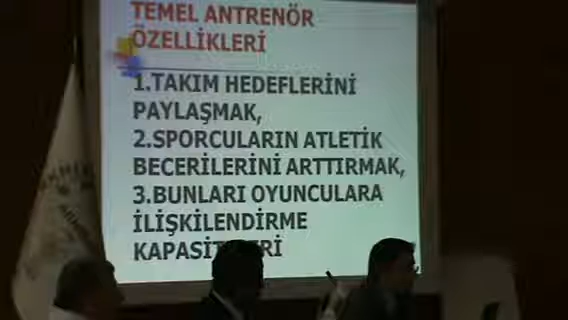 TEMEL ANTRENÖR
ÖZELLİKLERİ
1.TAKIM HEDEFLERİNİ
PAYLAŞMAK,
2.SPORCULARIN ATLETİK
BECERİLERİNİ ARTTIRMAK,
3.BUNLARI OYUNCULARA
İLİŞKİLENDİRME